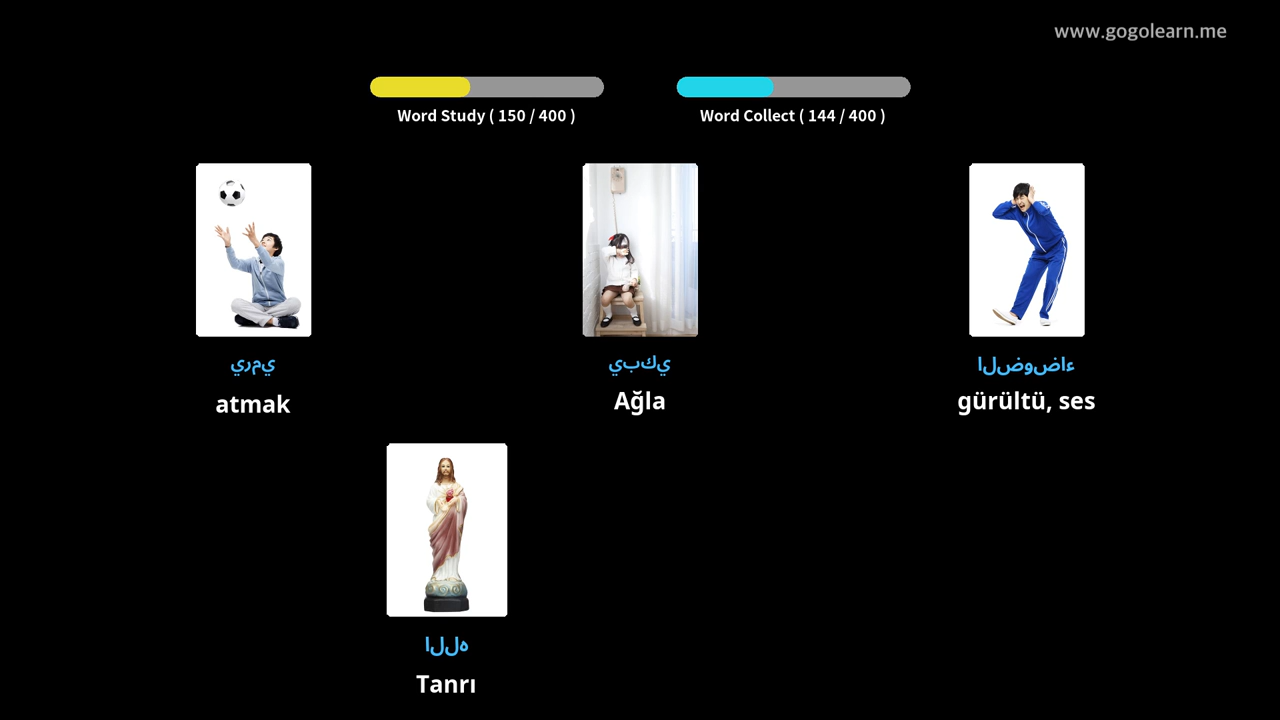 www.gogolearn.me
Word Study ( 150 / 400 )
Word Collect ( 144 / 400 )
يرمي
atmak
يبكي
Ağla
الضوضاء
gürültü, ses
الله
Tanrı